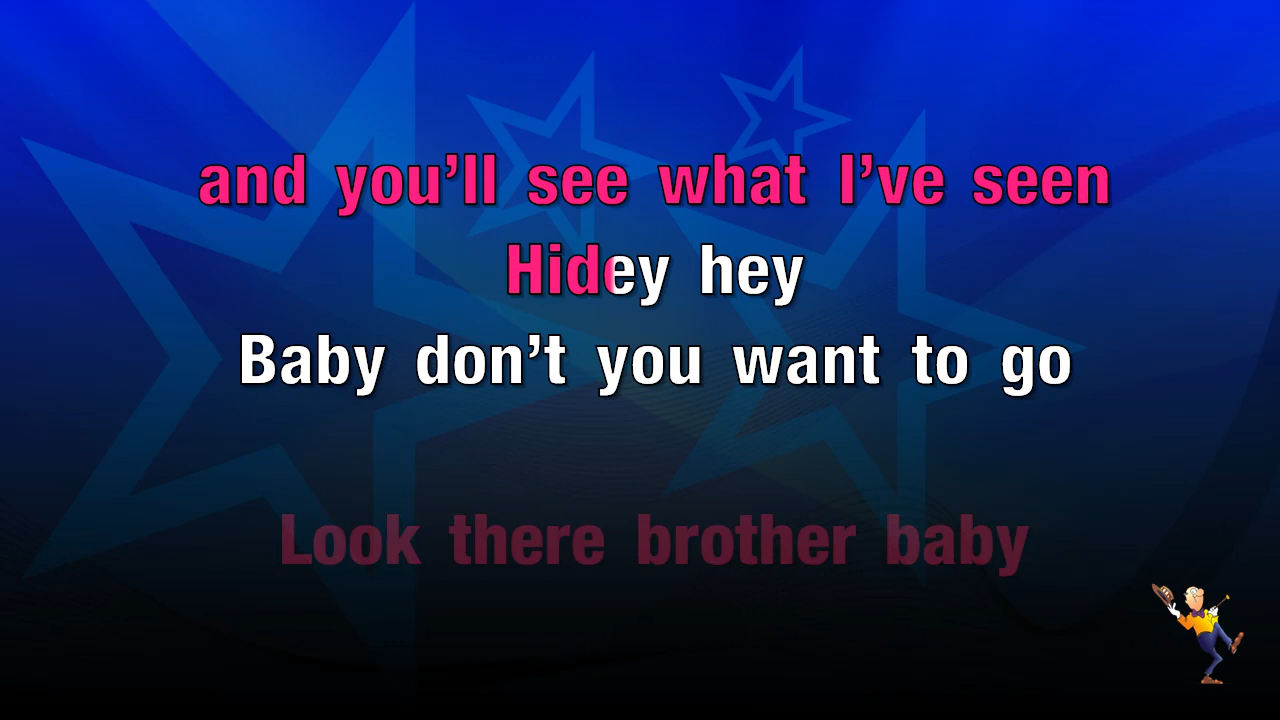 and you’ll see what I’ve seen
Hidey hey
Baby don’t you want to go
Look there brother baby